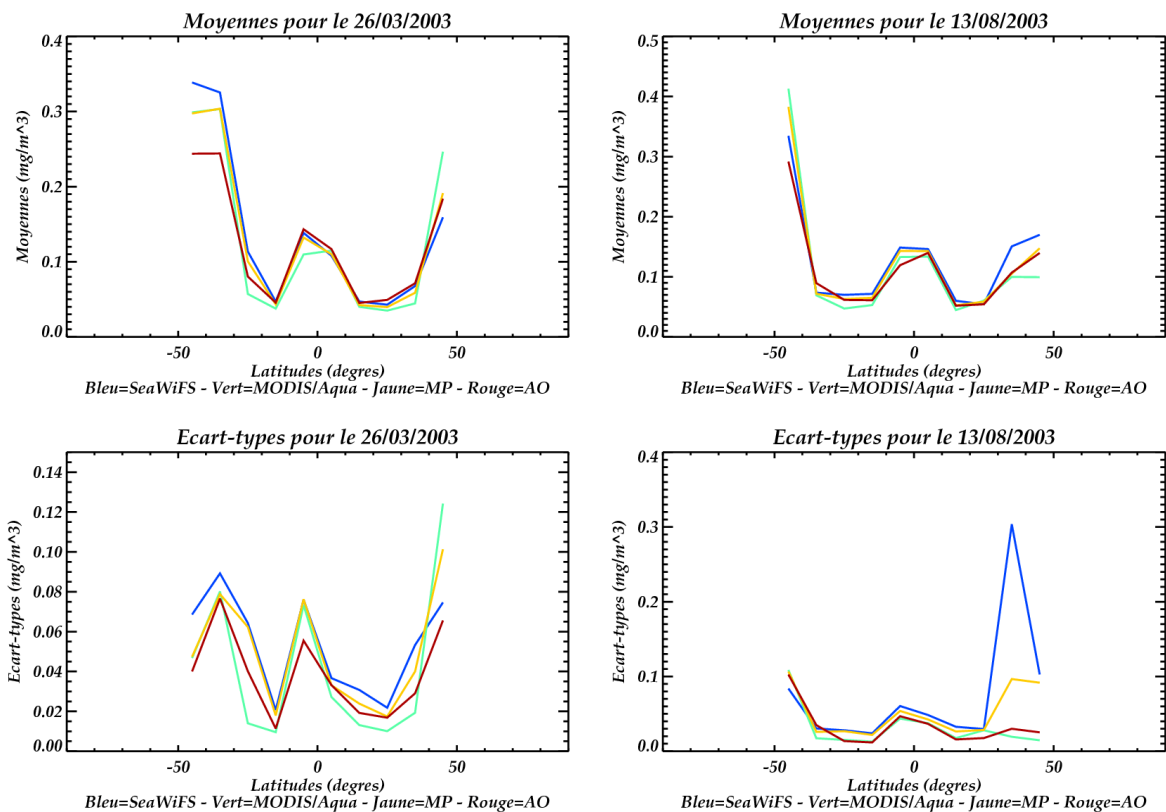 Moyennes pour le 26/03/2003
0.4
0.3
0.2
0.1
0.0
Moyennes (mg/m^3)
-50 0 50
Latitudes (degres)
Bleu=SeaWiFS - Vert=MODIS/Aqua - Jaune=MP - Rouge=AO
Moyennes pour le 13/08/2003
0.5
0.4
0.3
0.2
0.1
0.0
Moyennes (mg/m^3)
-50 0 50
Latitudes (degres)
Bleu=SeaWiFS - Vert=MODIS/Aqua - Jaune=MP - Rouge=AO
Ecart-types pour le 26/03/2003
0.14
0.12
0.10
0.08
0.06
0.04
0.02
0.00
Ecart-types (mg/m^3)
-50 0 50
Latitudes (degres)
Bleu=SeaWiFS - Vert=MODIS/Aqua - Jaune=MP - Rouge=AO
Ecart-types pour le 13/08/2003
0.4
0.3
0.2
0.1
0.0
Ecart-types (mg/m^3)
-50 0 50
Latitudes (degres)
Bleu=SeaWiFS - Vert=MODIS/Aqua - Jaune=MP - Rouge=AO